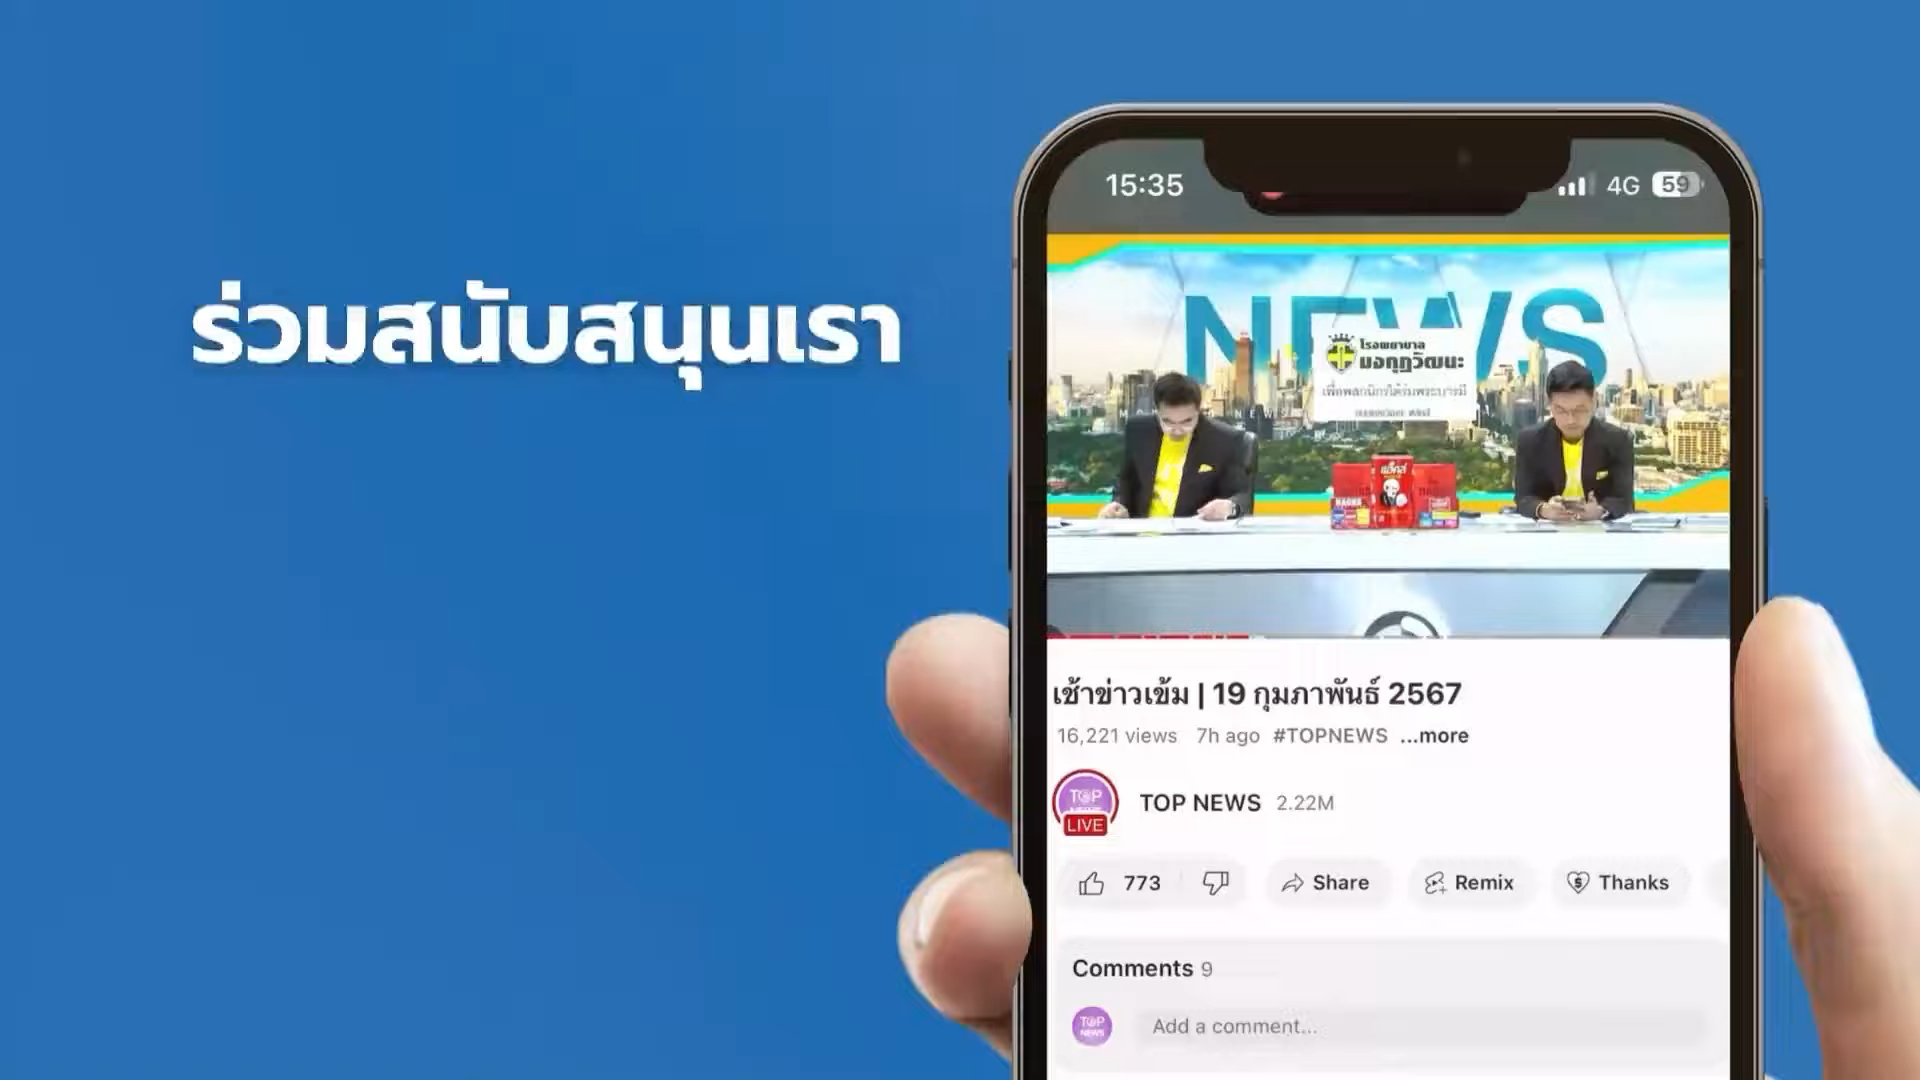 ร่วมสนับสนุนเรา
15:35
4G 59
NEWS
โรงพยาบาล
มงกุฎวัฒนะ
เช้าข่าวเข้ม | 19 กุมภาพันธ์ 2567
16,221 views 7h ago #TOPNEWS ...more
TOP
LIVE
TOP NEWS 2.22M
773 Share Remix Thanks
Comments 9
TOP
NEWS
Add a comment...